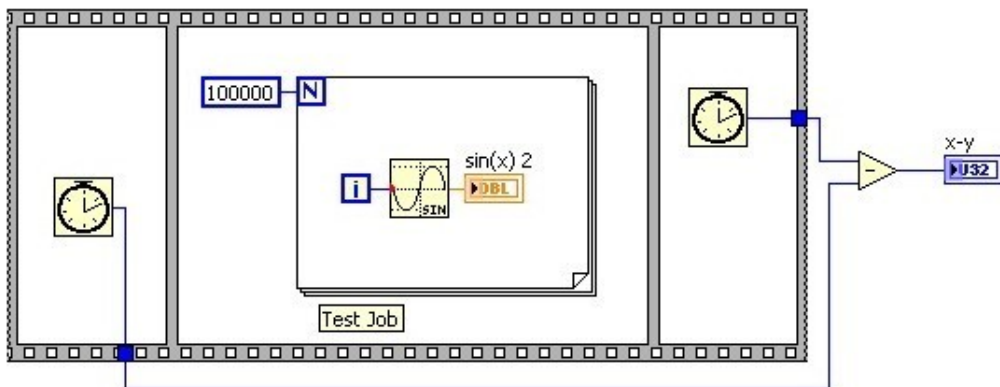 100000
N
i
SIN
sin(x) 2
DBL
Test Job
-
x-y
U32